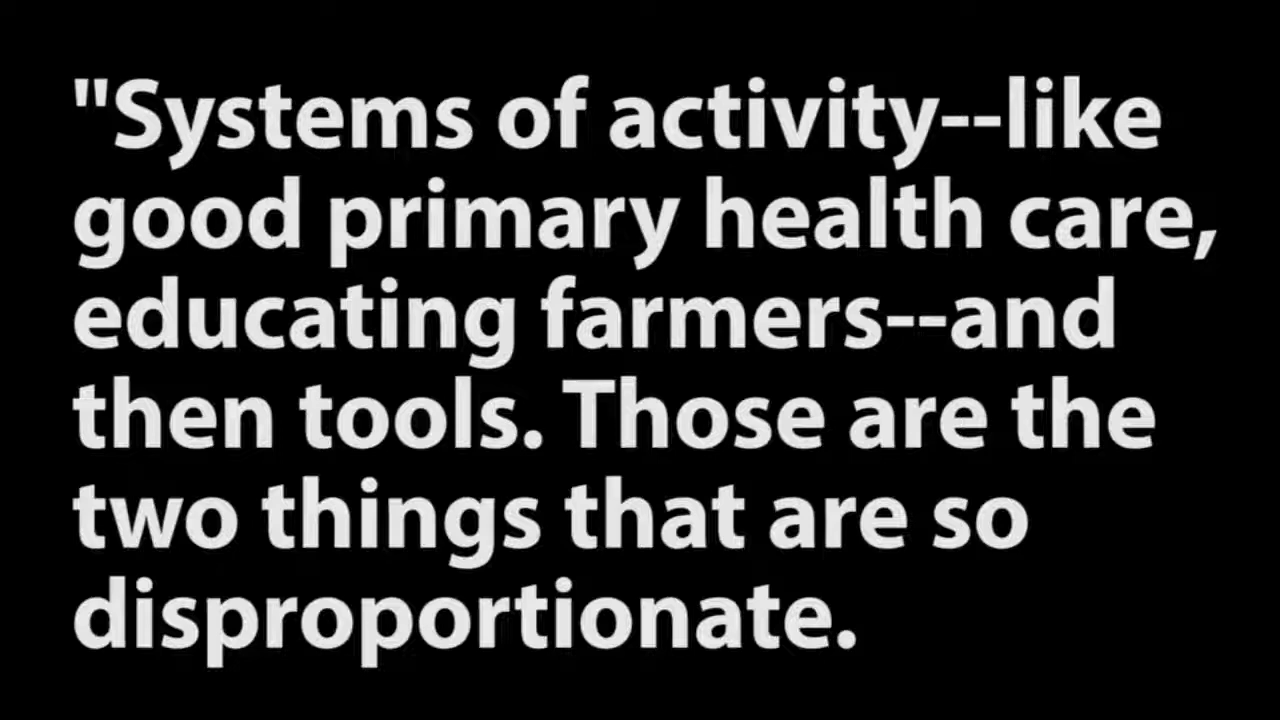 "Systems of activity--like
good primary health care,
educating farmers--and
then tools. Those are the
two things that are so
disproportionate.